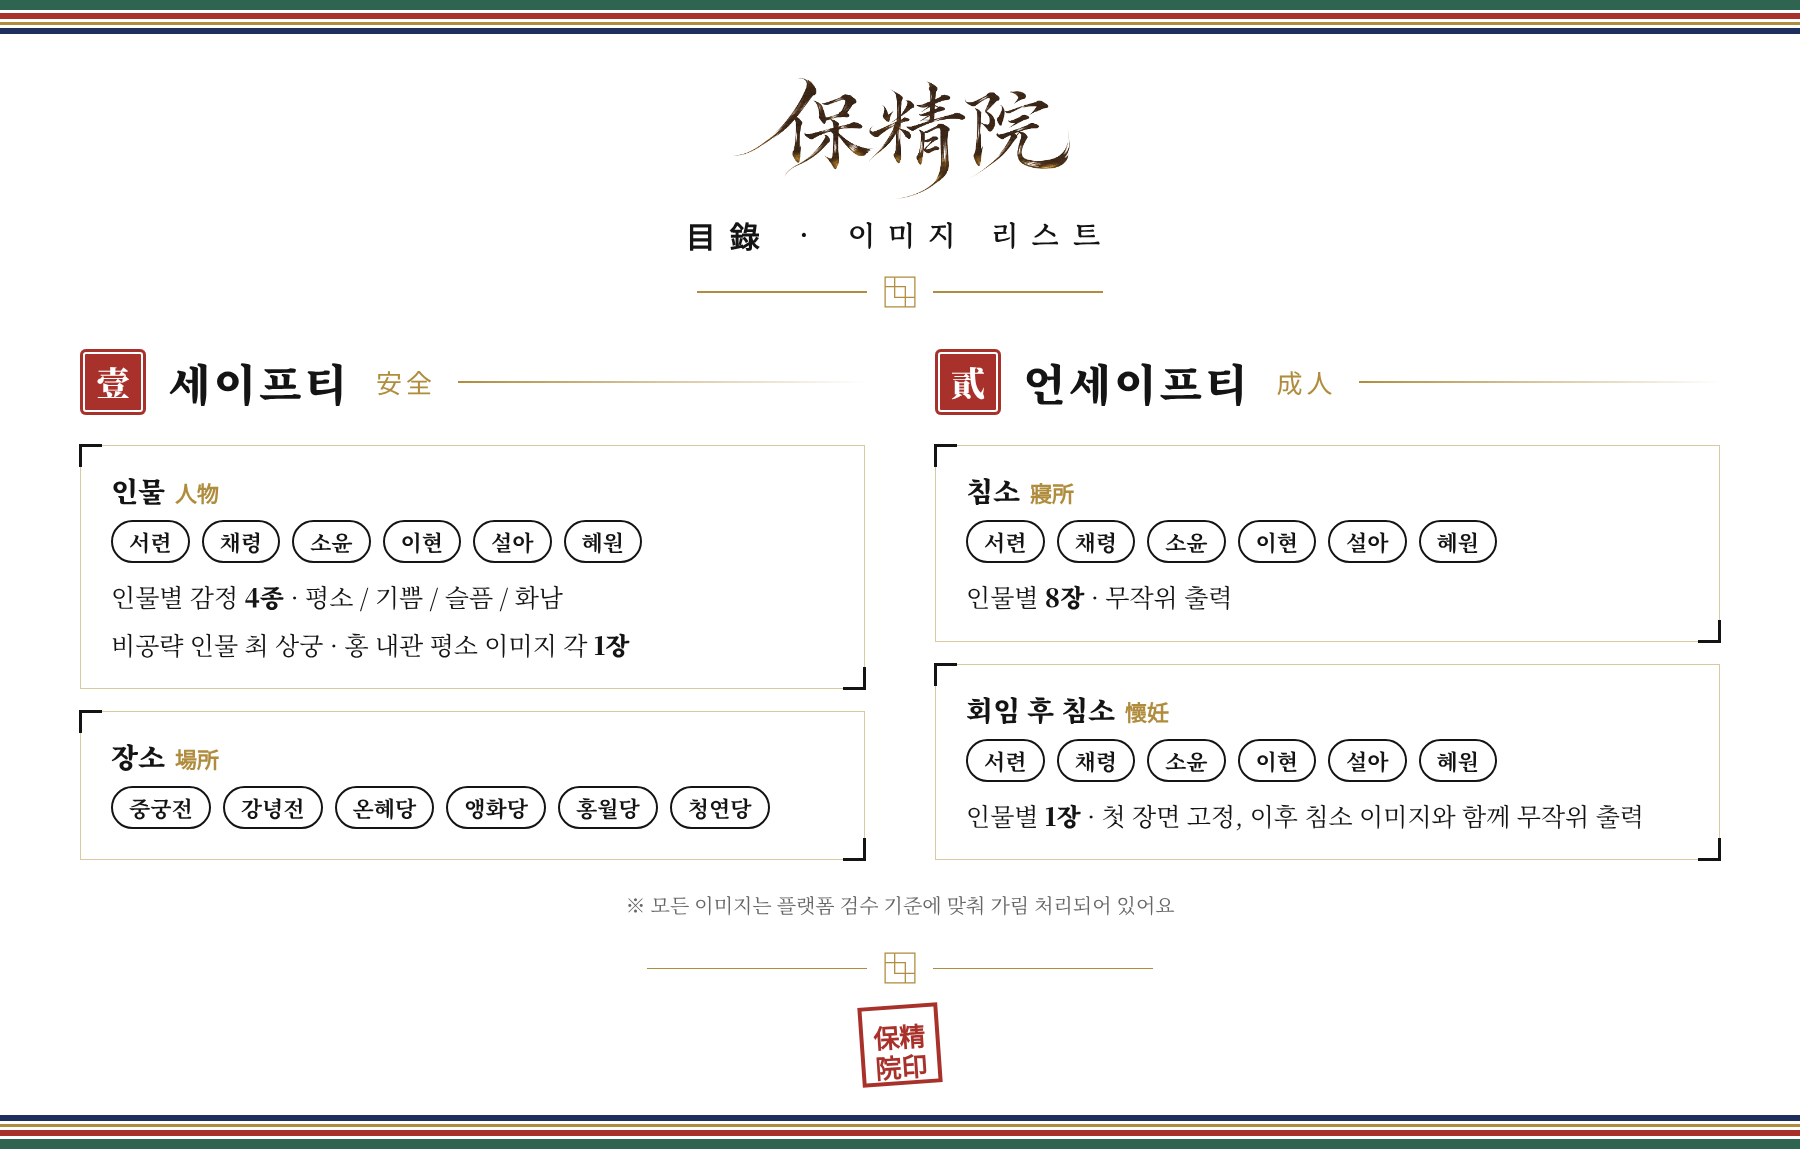 保精院
目錄 · 이미지 리스트
壹 세이프티 安全
인물 人物
서련 채령 소윤 이현 설아 혜원
인물별 감정 4종 · 평소 / 기쁨 / 슬픔 / 화남
비공략 인물 최 상궁 · 홍 내관 평소 이미지 각 1장
장소 場所
중궁전 강녕전 온혜당 앵화당 홍월당 청연당
貳 언세이프티 成人
침소 寢所
서련 채령 소윤 이현 설아 혜원
인물별 8장 · 무작위 출력
회임 후 침소 懷妊
서련 채령 소윤 이현 설아 혜원
인물별 1장 · 첫 장면 고정, 이후 침소 이미지와 함께 무작위 출력
※ 모든 이미지는 플랫폼 검수 기준에 맞춰 가림 처리되어 있어요
保精
院印